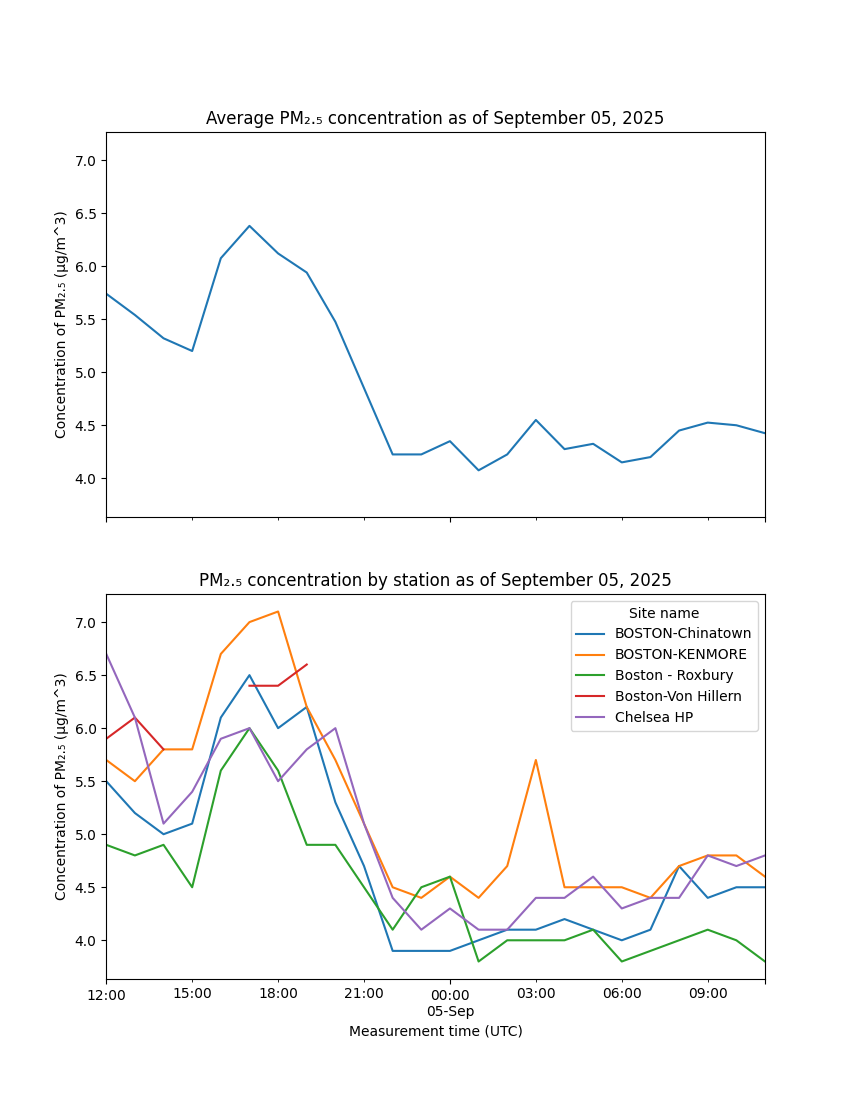 Average PM₂.₅ concentration as of September 05, 2025
7.0
6.5
6.0
5.5
5.0
4.5
4.0
Concentration of PM₂.₅ (μg/m^3)
PM₂.₅ concentration by station as of September 05, 2025
7.0
6.5
6.0
5.5
5.0
4.5
4.0
Concentration of PM₂.₅ (μg/m^3)
Site name
BOSTON-Chinatown
BOSTON-KENMORE
Boston - Roxbury
Boston-Von Hillern
Chelsea HP
12:00 15:00 18:00 21:00 00:00 03:00 06:00 09:00
05-Sep
Measurement time (UTC)